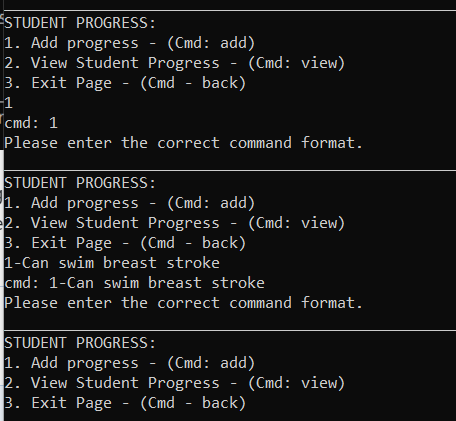 STUDENT PROGRESS:
1. Add progress - (Cmd: add)
2. View Student Progress - (Cmd: view)
3. Exit Page - (Cmd - back)
1
cmd: 1
Please enter the correct command format.
STUDENT PROGRESS:
1. Add progress - (Cmd: add)
2. View Student Progress - (Cmd: view)
3. Exit Page - (Cmd - back)
1-Can swim breast stroke
cmd: 1-Can swim breast stroke
Please enter the correct command format.
STUDENT PROGRESS:
1. Add progress - (Cmd: add)
2. View Student Progress - (Cmd: view)
3. Exit Page - (Cmd - back)